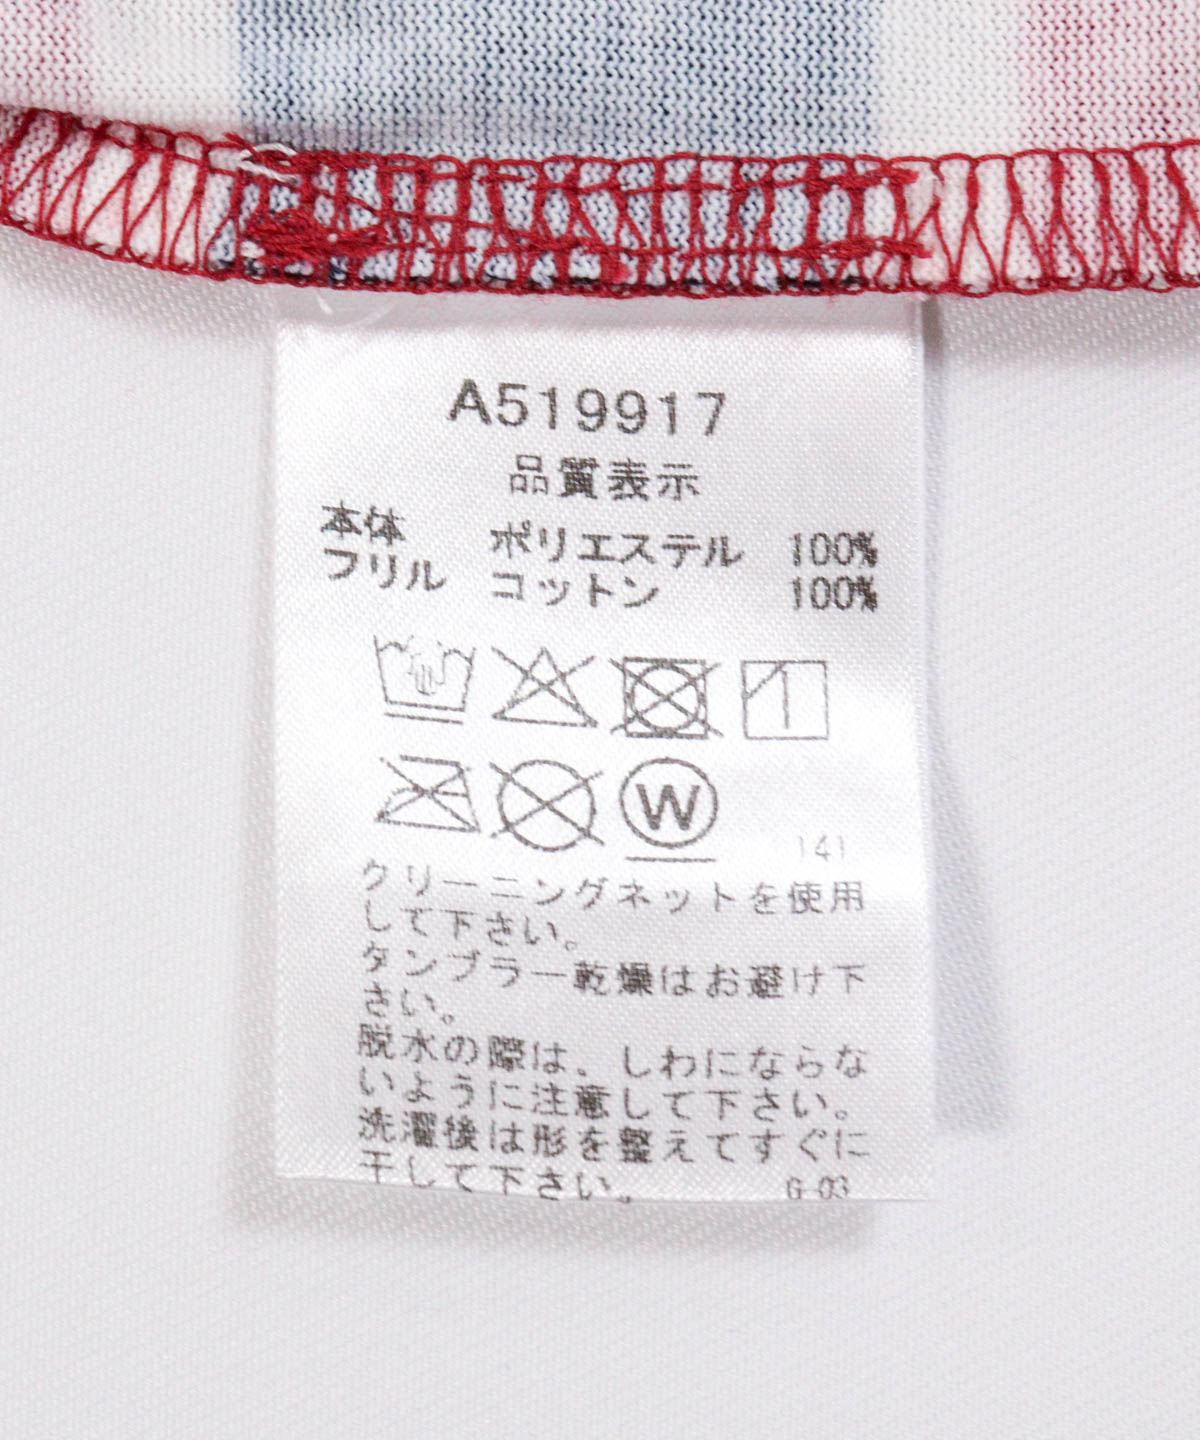 A519917
品質表示
本体 ポリエステル 100%
フリル コットン 100%
W
141
クリーニングネットを使用
して下さい。
タンブラー乾燥はお避け下
さい。
脱水の際は、しわにならな
いように注意して下さい。
洗濯後は形を整えてすぐに
干して下さい。 G-03